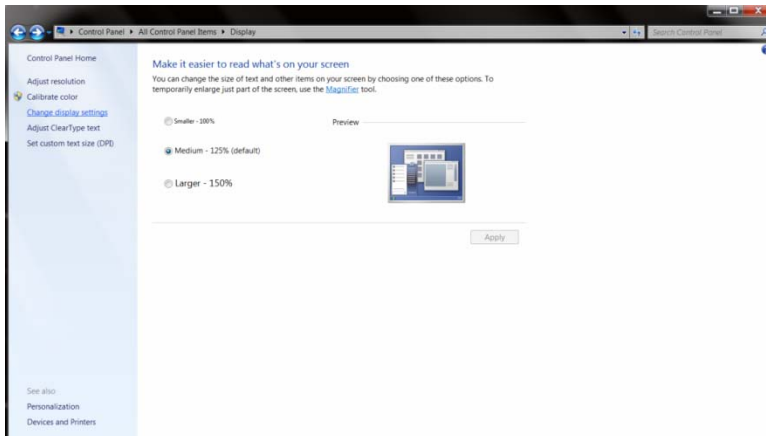 Control Panel ▸ All Control Panel Items ▸ Display
Search Control Panel
Control Panel Home
Adjust resolution
Calibrate color
Change display settings
Adjust ClearType text
Set custom text size (DPI)
Make it easier to read what's on your screen
You can change the size of text and other items on your screen by choosing one of these options. To
temporarily enlarge just part of the screen, use the Magnifier tool.
Smaller - 100%
Preview
Medium - 125% (default)
Larger - 150%
Apply
See also
Personalization
Devices and Printers